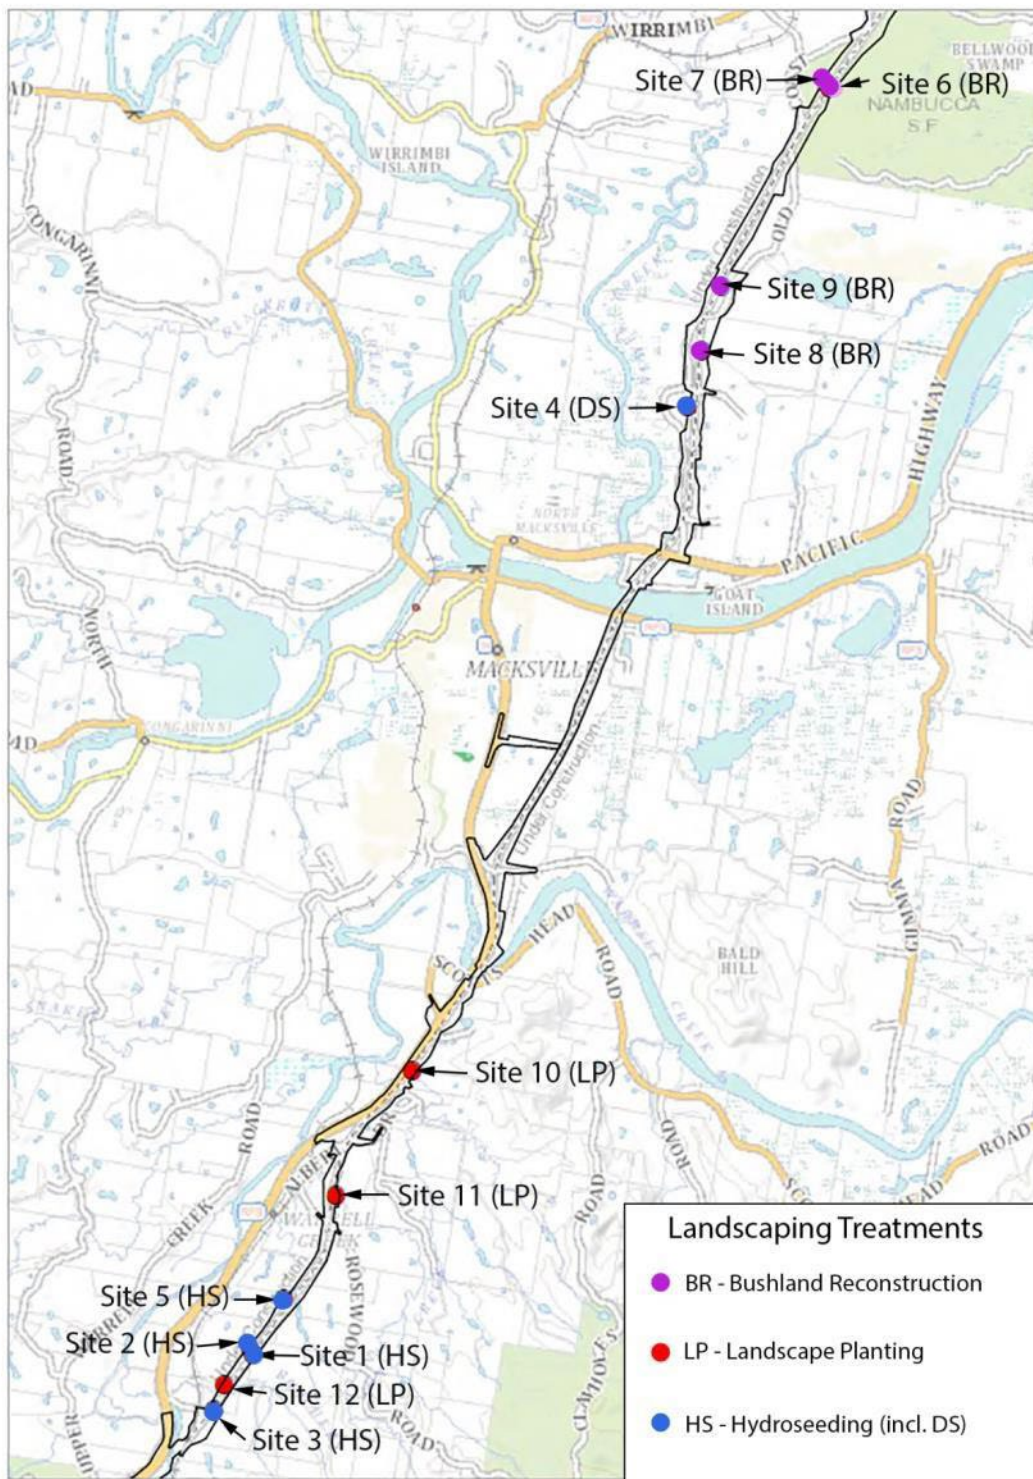 WIRRIMBI
BELLWOOD
SWAMP
Site 7 (BR)
Site 6 (BR)
NAMBUCCA
S.F
WIRRIMBI
ISLAND
CONGARINNI
Under Construction
OLD
Site 9 (BR)
Site 8 (BR)
Site 4 (DS)
HIGHWAY
ROAD
NORTH
MACKSVILLE
PACIFIC
GOAT
ISLAND
NORTH
MACKSVILLE
CONGARINNI
Under Construction
ROAD
GUMMA
HEAD
SCOTTS
ROAD
BALD
HILL
CREEK
Site 10 (LP)
ROAD
ALBERT
ROAD
ROAD
ROAD
Site 11 (LP)
CREEK
ROSEWOOD
Site 5 (HS)
Site 2 (HS)
Site 1 (HS)
Site 12 (LP)
Site 3 (HS)
ROAD
UPPER
Landscaping Treatments
BR - Bushland Reconstruction
LP - Landscape Planting
HS - Hydroseeding (incl. DS)